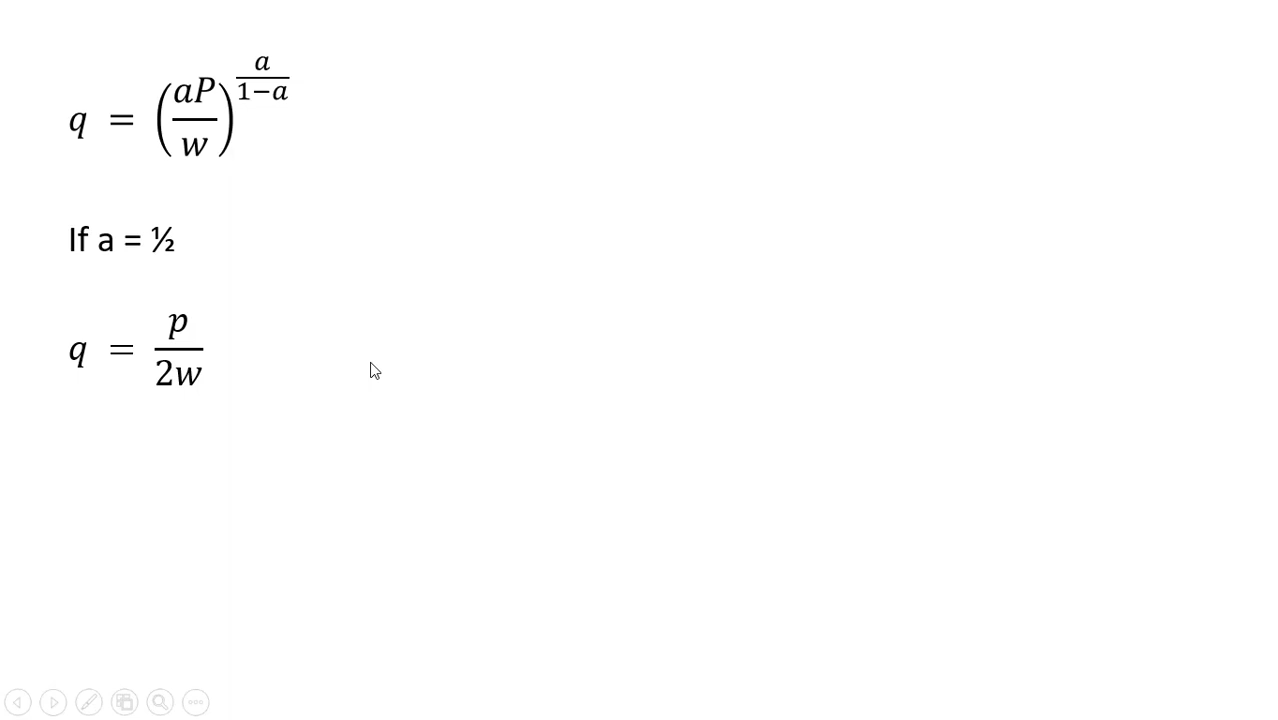 q = (aP/w)^(a/(1−a))
If a = ½
q = p/2w